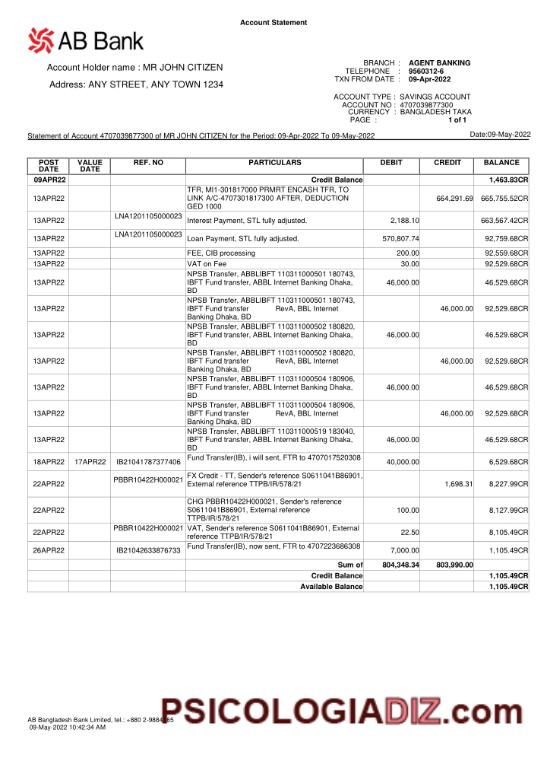 Account Statement
AB Bank
Account Holder name : MR JOHN CITIZEN
Address: ANY STREET, ANY TOWN 1234
BRANCH : AGENT BANKING
TELEPHONE : 9560312-6
TXN FROM DATE : 09-Apr-2022
ACCOUNT TYPE : SAVINGS ACCOUNT
ACCOUNT NO : 4707039877300
CURRENCY : BANGLADESH TAKA
PAGE : 1 of 1
Statement of Account 4707039877300 of MR JOHN CITIZEN for the Period: 09-Apr-2022 To 09-May-2022 Date:09-May-2022
POST DATE VALUE DATE REF. NO PARTICULARS DEBIT CREDIT BALANCE
09APR22 Credit Balance 1,463.83CR
TFR, MI1-301817000 PRMRT ENCASH TFR, TO
13APR22 LINK A/C-4707301817300 AFTER, DEDUCTION 664,291.69 665,755.52CR
GED 1000
13APR22 LNA1201105000023 Interest Payment, STL fully adjusted. 2,188.10 663,567.42CR
13APR22 LNA1201105000023 Loan Payment, STL fully adjusted. 570,807.74 92,759.68CR
13APR22 FEE, CIB processing 200.00 92,559.68CR
13APR22 VAT on Fee 30.00 92,529.68CR
NPSB Transfer, ABBLIBFT 110311000501 180743,
13APR22 IBFT Fund transfer, ABBL Internet Banking Dhaka, 46,000.00 46,529.68CR
BD
NPSB Transfer, ABBLIBFT 110311000501 180743,
13APR22 IBFT Fund transfer RevA, BBL Internet 46,000.00 92,529.68CR
Banking Dhaka, BD
NPSB Transfer, ABBLIBFT 110311000502 180820,
13APR22 IBFT Fund transfer, ABBL Internet Banking Dhaka, 46,000.00 46,529.68CR
BD
NPSB Transfer, ABBLIBFT 110311000502 180820,
13APR22 IBFT Fund transfer RevA, BBL Internet 46,000.00 92,529.68CR
Banking Dhaka, BD
NPSB Transfer, ABBLIBFT 110311000504 180906,
13APR22 IBFT Fund transfer, ABBL Internet Banking Dhaka, 46,000.00 46,529.68CR
BD
NPSB Transfer, ABBLIBFT 110311000504 180906,
13APR22 IBFT Fund transfer RevA, BBL Internet 46,000.00 92,529.68CR
Banking Dhaka, BD
NPSB Transfer, ABBLIBFT 110311000519 183040,
13APR22 IBFT Fund transfer, ABBL Internet Banking Dhaka, 46,000.00 46,529.68CR
BD
18APR22 17APR22 IB21041787377406 Fund Transfer(IB), i will sent, FTR to 4707017520308 40,000.00 6,529.68CR
22APR22 PBBR10422H000021 FX Credit - TT, Sender's reference S0611041B86901, 1,698.31 8,227.99CR
External reference TTPB/IR/578/21
CHG PBBR10422H000021, Sender's reference
22APR22 S0611041B86901, External reference 100.00 8,127.99CR
TTPB/IR/578/21
22APR22 PBBR10422H000021 VAT, Sender's reference S0611041B86901, External 22.50 8,105.49CR
reference TTPB/IR/578/21
26APR22 IB21042633876733 Fund Transfer(IB), now sent, FTR to 4707223686308 7,000.00 1,105.49CR
Sum of 804,348.34 803,990.00
Credit Balance 1,105.49CR
Available Balance 1,105.49CR
PSICOLOGIADIZ.com
AB Bangladesh Bank Limited, tel.: +880
09-May-2022 10:42:34 AM